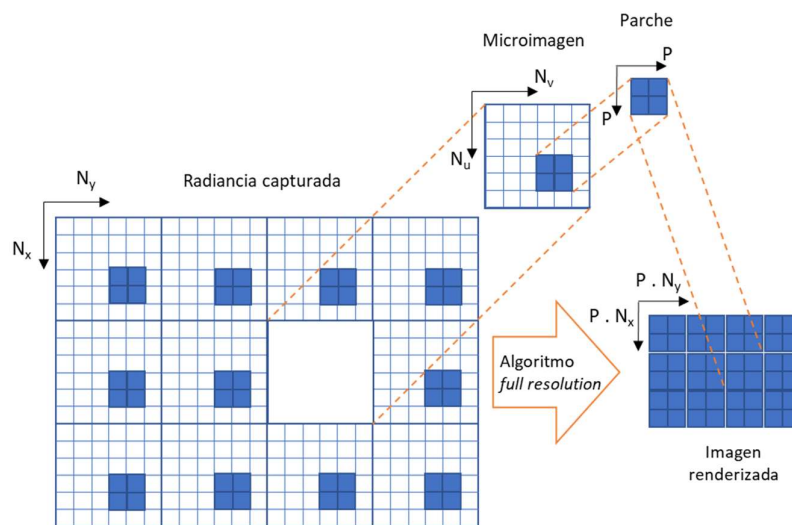 Parche
P
P
Microimagen
N_v
N_u
Radiancia capturada
N_y
N_x
P . N_y
P . N_x
Algoritmo
full resolution
Imagen
renderizada